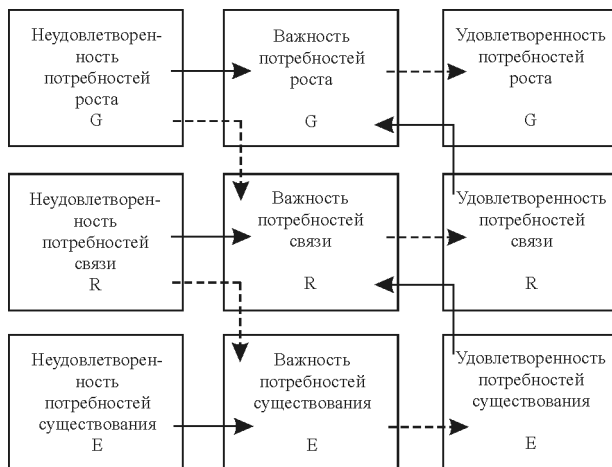 Неудовлетворен-
ность
потребностей
роста
G
Важность
потребностей
роста
G
Удовлетворенность
потребностей
роста
G
Неудовлетворен-
ность
потребностей
связи
R
Важность
потребностей
связи
R
Удовлетворенность
потребностей
связи
R
Неудовлетворен-
ность
потребностей
существования
E
Важность
потребностей
существования
E
Удовлетворенность
потребностей
существования
E